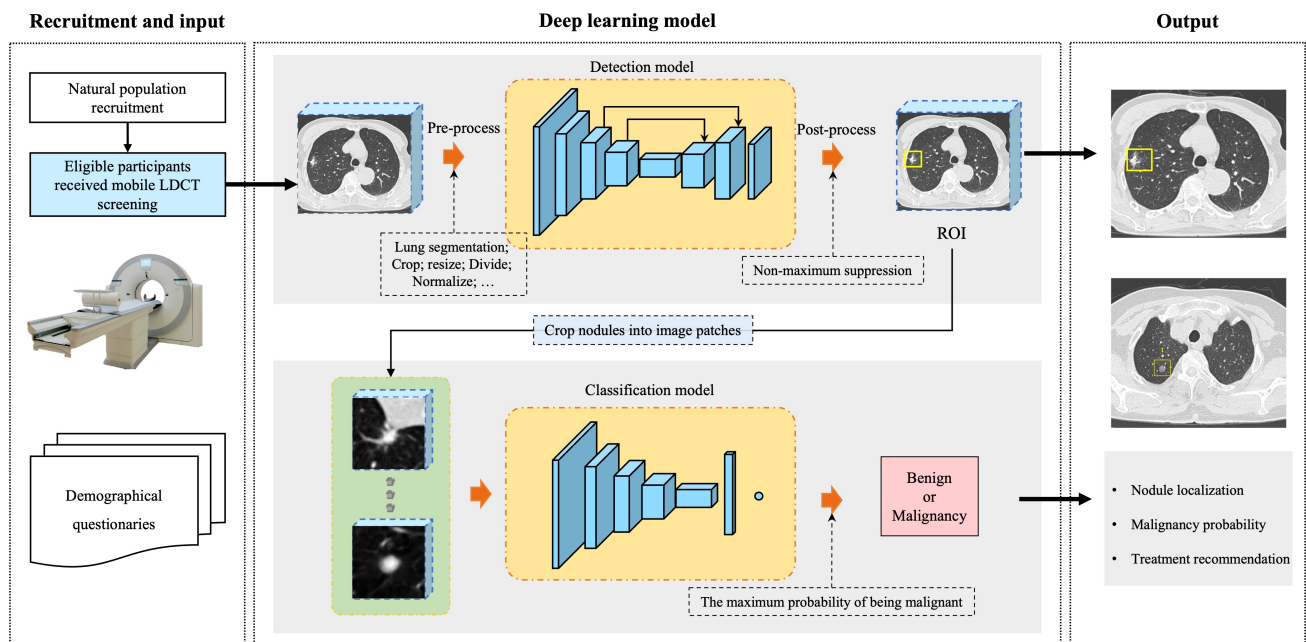 Recruitment and input
Natural population
recruitment
Eligible participants
received mobile LDCT
screening
Demographical
questionaries
Deep learning model
Detection model
Pre-process
Post-process
Lung segmentation;
Crop; resize; Divide;
Normalize; …
Non-maximum suppression
ROI
Crop nodules into image patches
Classification model
Benign
or
Malignancy
The maximum probability of being malignant
Output
1
• Nodule localization
• Malignancy probability
• Treatment recommendation